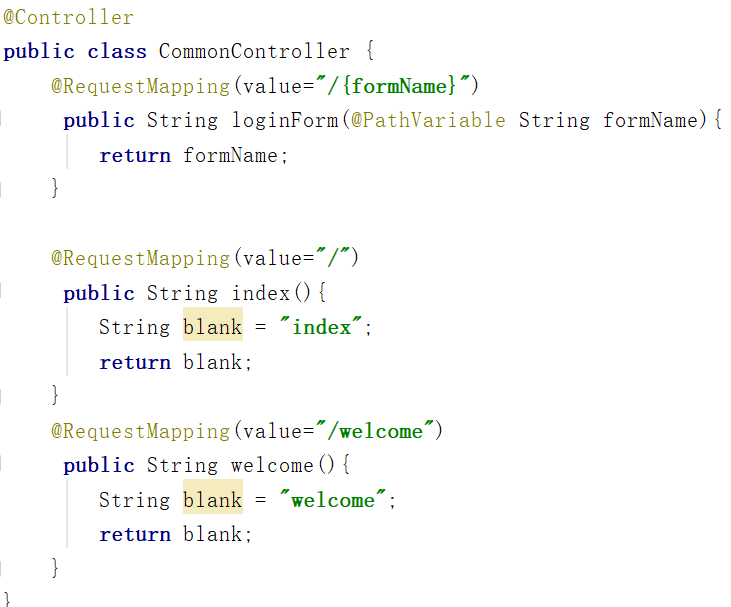 @Controller
public class CommonController {
    @RequestMapping(value="/{formName}")
     public String loginForm(@PathVariable String formName){
        return formName;
    }

    @RequestMapping(value="/")
     public String index(){
        String blank = "index";
        return blank;
    }
    @RequestMapping(value="/welcome")
     public String welcome(){
        String blank = "welcome";
        return blank;
    }
}